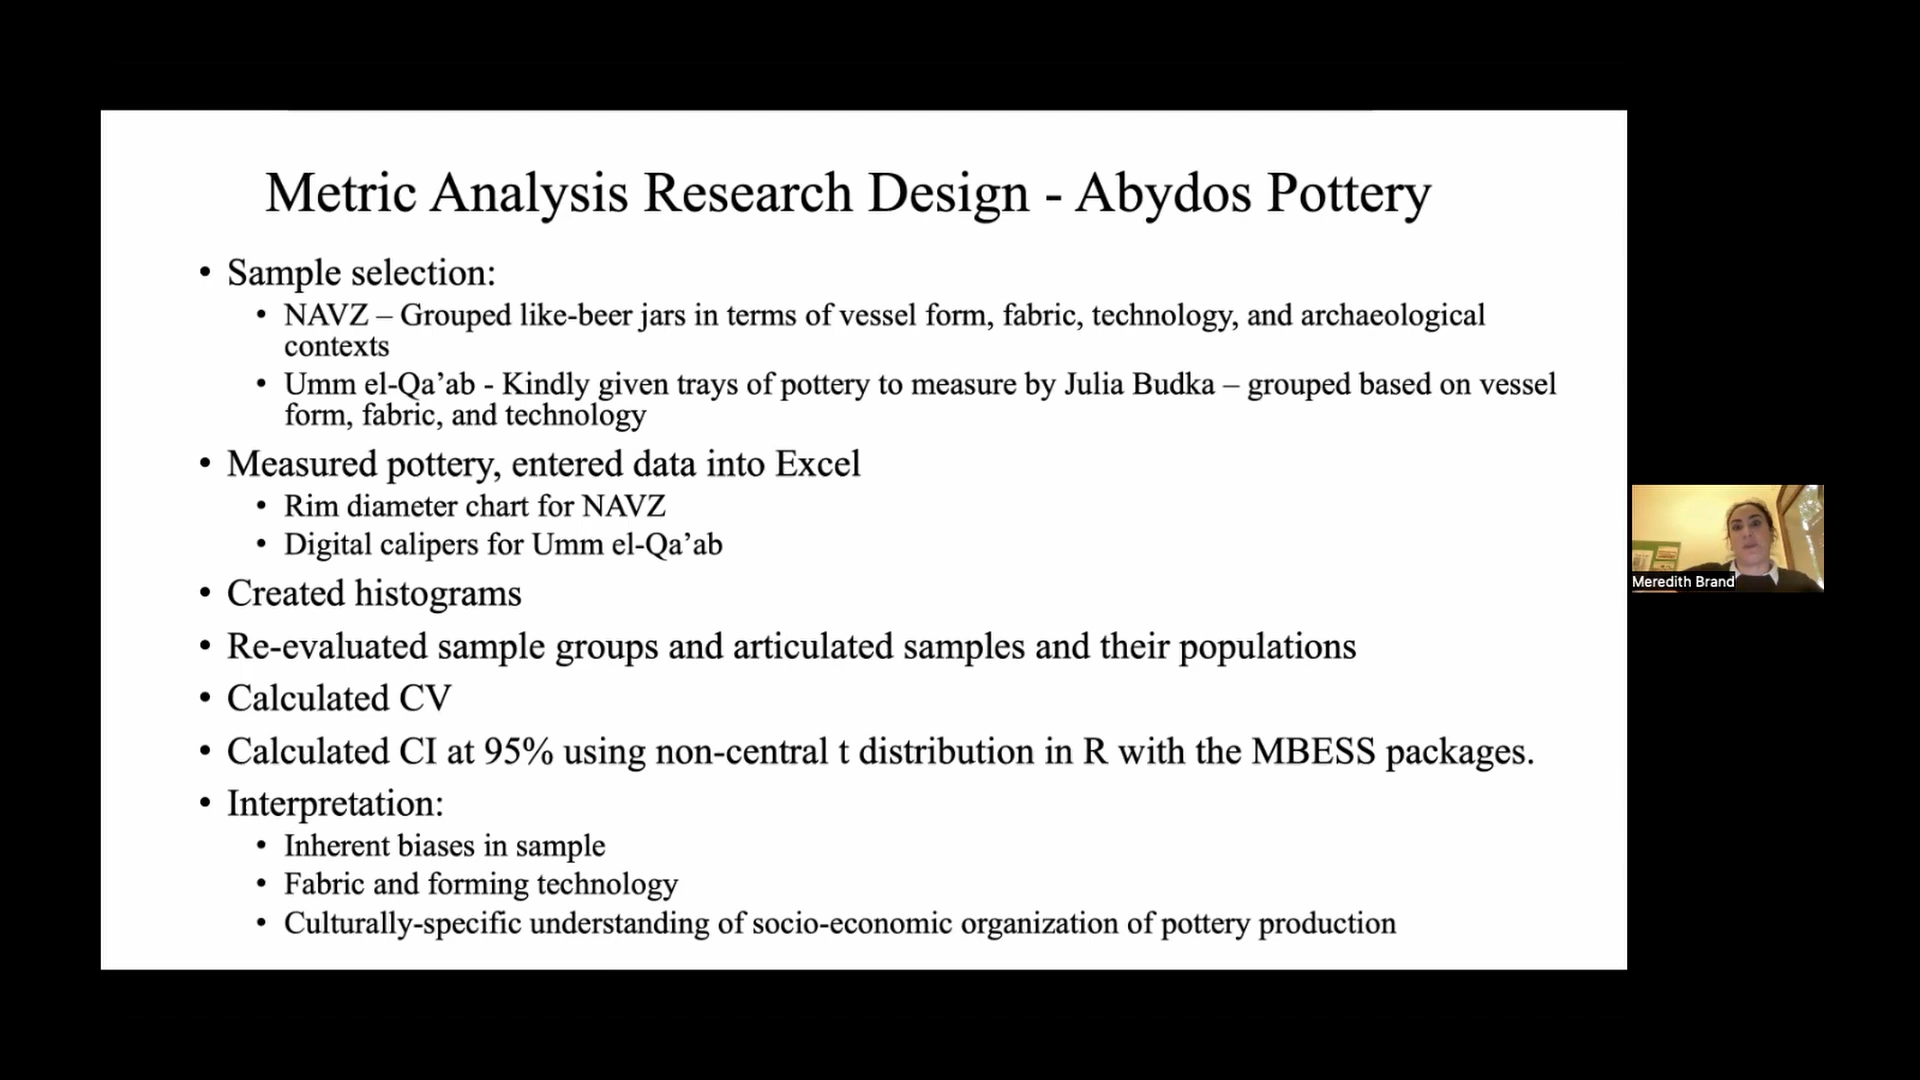 Metric Analysis Research Design - Abydos Pottery
• Sample selection:
• NAVZ – Grouped like-beer jars in terms of vessel form, fabric, technology, and archaeological
contexts
• Umm el-Qa’ab - Kindly given trays of pottery to measure by Julia Budka – grouped based on vessel
form, fabric, and technology
• Measured pottery, entered data into Excel
• Rim diameter chart for NAVZ
• Digital calipers for Umm el-Qa’ab
• Created histograms
• Re-evaluated sample groups and articulated samples and their populations
• Calculated CV
• Calculated CI at 95% using non-central t distribution in R with the MBESS packages.
• Interpretation:
• Inherent biases in sample
• Fabric and forming technology
• Culturally-specific understanding of socio-economic organization of pottery production
Meredith Brand